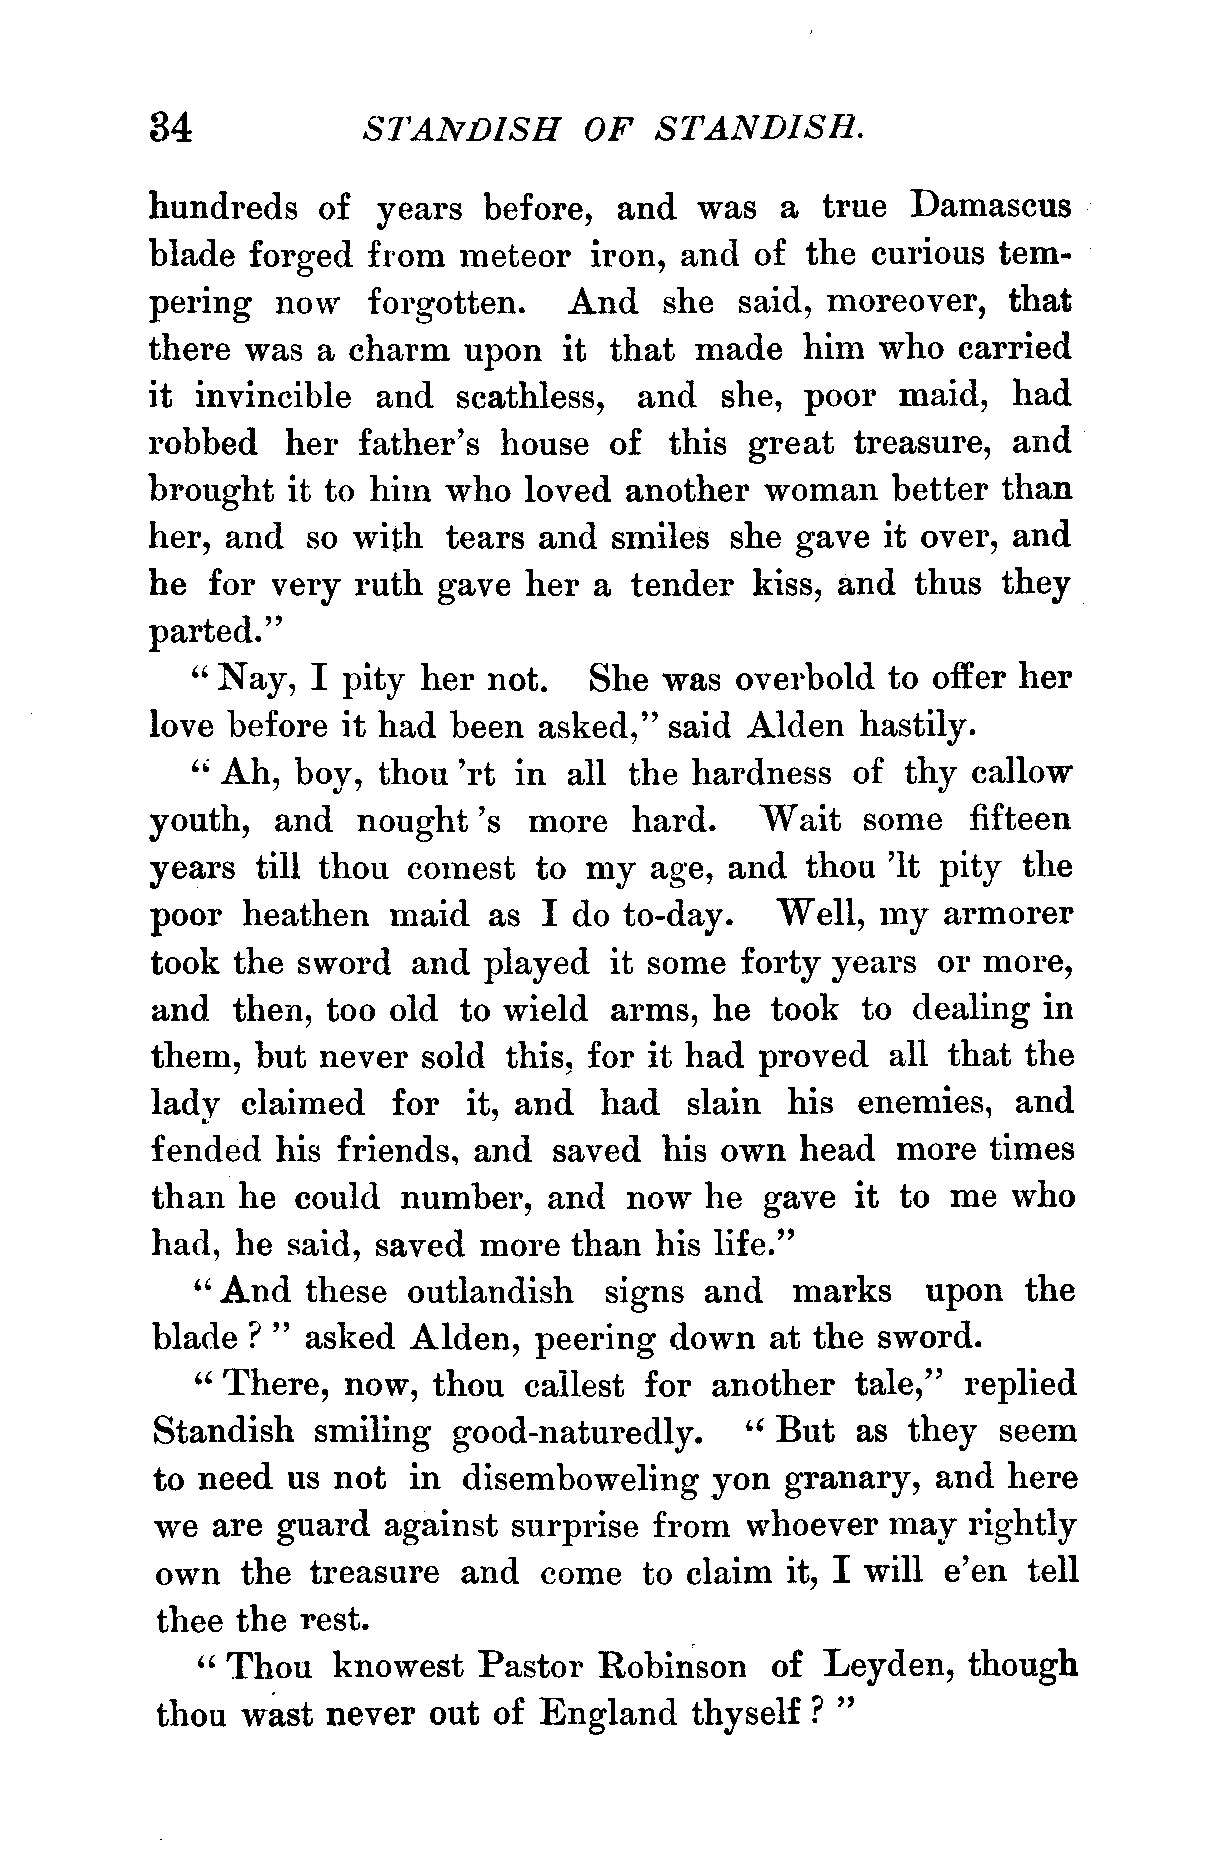 34 STANDISH OF STANDISH.
hundreds of years before, and was a true Damascus
blade forged from meteor iron, and of the curious tem-
pering now forgotten. And she said, moreover, that
there was a charm upon it that made him who carried
it invincible and scathless, and she, poor maid, had
robbed her father's house of this great treasure, and
brought it to him who loved another woman better than
her, and so with tears and smiles she gave it over, and
he for very ruth gave her a tender kiss, and thus they
parted."
"Nay, I pity her not. She was overbold to offer her
love before it had been asked," said Alden hastily.
"Ah, boy, thou 'rt in all the hardness of thy callow
youth, and nought 's more hard. Wait some fifteen
years till thou comest to my age, and thou 'lt pity the
poor heathen maid as I do to-day. Well, my armorer
took the sword and played it some forty years or more,
and then, too old to wield arms, he took to dealing in
them, but never sold this, for it had proved all that the
lady claimed for it, and had slain his enemies, and
fended his friends, and saved his own head more times
than he could number, and now he gave it to me who
had, he said, saved more than his life."
"And these outlandish signs and marks upon the
blade?" asked Alden, peering down at the sword.
"There, now, thou callest for another tale," replied
Standish smiling good-naturedly. "But as they seem
to need us not in disemboweling yon granary, and here
we are guard against surprise from whoever may rightly
own the treasure and come to claim it, I will e'en tell
thee the rest.
"Thou knowest Pastor Robinson of Leyden, though
thou wast never out of England thyself?"